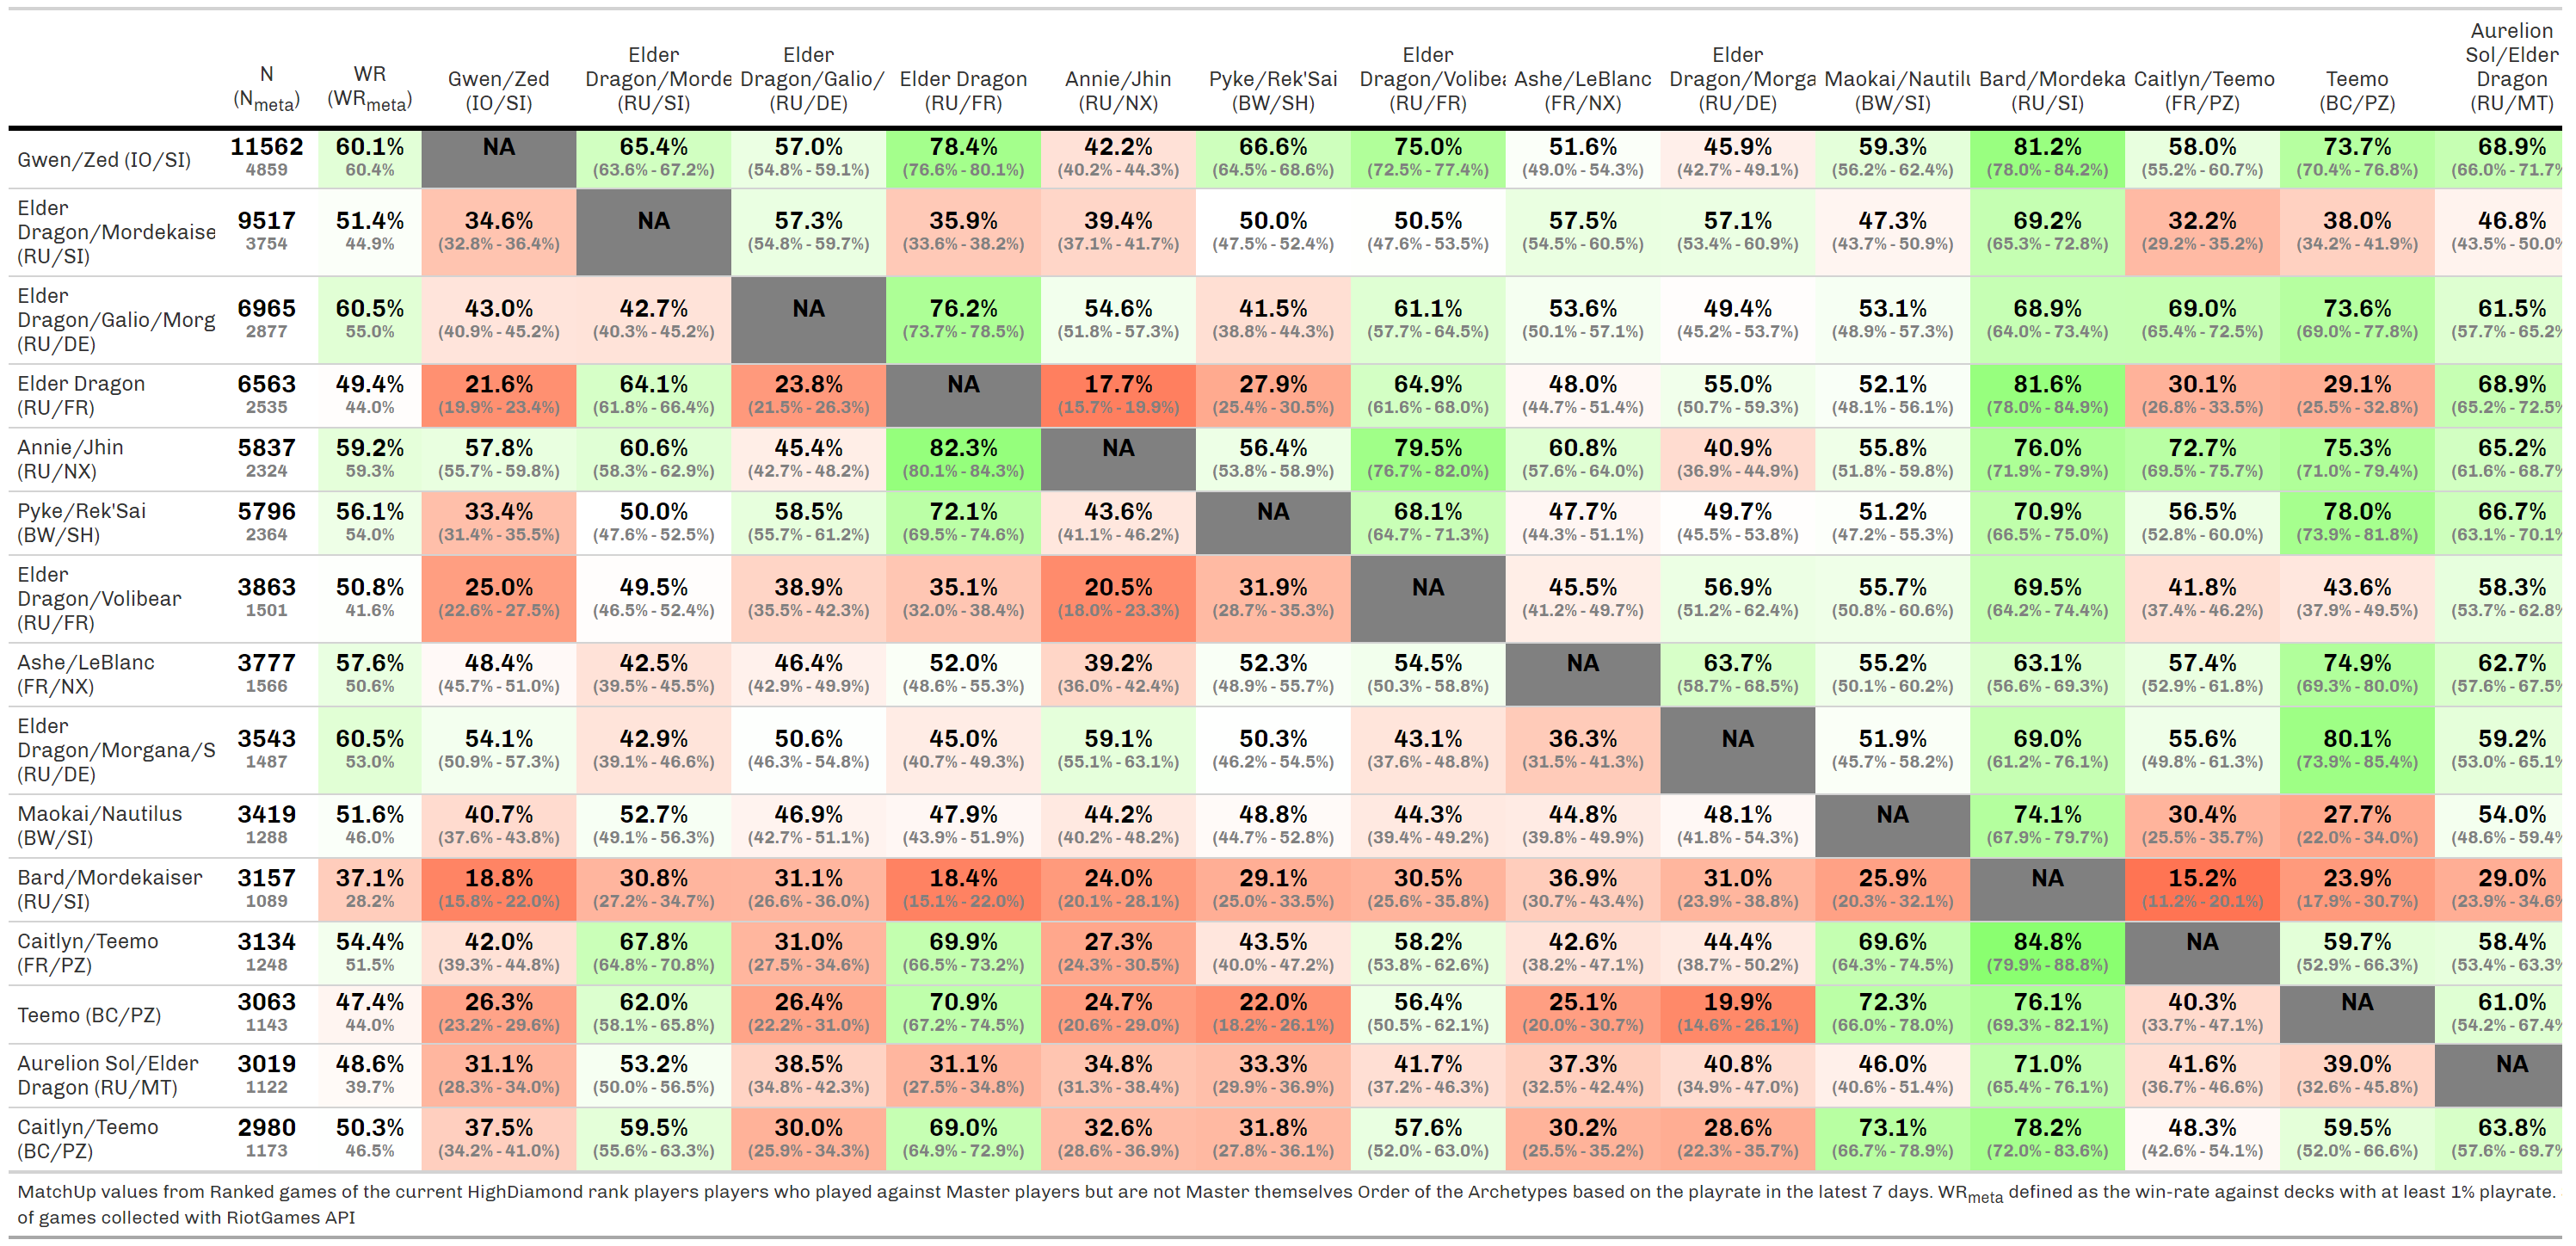 N (Nmeta) WR (WRmeta) Gwen/Zed (IO/SI) Elder Dragon/Morde (RU/SI) Elder Dragon/Galio/ (RU/DE) Elder Dragon (RU/FR) Annie/Jhin (RU/NX) Pyke/Rek'Sai (BW/SH) Elder Dragon/Volibea (RU/FR) Ashe/LeBlanc (FR/NX) Elder Dragon/Morga (RU/DE) Maokai/Nautilu (BW/SI) Bard/Mordeka (RU/SI) Caitlyn/Teemo (FR/PZ) Teemo (BC/PZ) Aurelion Sol/Elder Dragon (RU/MT)
Gwen/Zed (IO/SI) 11562 60.1% NA 65.4% 57.0% 78.4% 42.2% 66.6% 75.0% 51.6% 45.9% 59.3% 81.2% 58.0% 73.7% 68.9%
4859 60.4% (63.6% - 67.2%) (54.8% - 59.1%) (76.6% - 80.1%) (40.2% - 44.3%) (64.5% - 68.6%) (72.5% - 77.4%) (49.0% - 54.3%) (42.7% - 49.1%) (56.2% - 62.4%) (78.0% - 84.2%) (55.2% - 60.7%) (70.4% - 76.8%) (66.0% - 71.7%
Elder Dragon/Mordekaise (RU/SI) 9517 51.4% 34.6% NA 57.3% 35.9% 39.4% 50.0% 50.5% 57.5% 57.1% 47.3% 69.2% 32.2% 38.0% 46.8%
3754 44.9% (32.8% - 36.4%) (54.8% - 59.7%) (33.6% - 38.2%) (37.1% - 41.7%) (47.5% - 52.4%) (47.6% - 53.5%) (54.5% - 60.5%) (53.4% - 60.9%) (43.7% - 50.9%) (65.3% - 72.8%) (29.2% - 35.2%) (34.2% - 41.9%) (43.5% - 50.0%
Elder Dragon/Galio/Morg (RU/DE) 6965 60.5% 43.0% 42.7% NA 76.2% 54.6% 41.5% 61.1% 53.6% 49.4% 53.1% 68.9% 69.0% 73.6% 61.5%
2877 55.0% (40.9% - 45.2%) (40.3% - 45.2%) (73.7% - 78.5%) (51.8% - 57.3%) (38.8% - 44.3%) (57.7% - 64.5%) (50.1% - 57.1%) (45.2% - 53.7%) (48.9% - 57.3%) (64.0% - 73.4%) (65.4% - 72.5%) (69.0% - 77.8%) (57.7% - 65.2%
Elder Dragon (RU/FR) 6563 49.4% 21.6% 64.1% 23.8% NA 17.7% 27.9% 64.9% 48.0% 55.0% 52.1% 81.6% 30.1% 29.1% 68.9%
2535 44.0% (19.9% - 23.4%) (61.8% - 66.4%) (21.5% - 26.3%) (15.7% - 19.9%) (25.4% - 30.5%) (61.6% - 68.0%) (44.7% - 51.4%) (50.7% - 59.3%) (48.1% - 56.1%) (78.0% - 84.9%) (26.8% - 33.5%) (25.5% - 32.8%) (65.2% - 72.5%
Annie/Jhin (RU/NX) 5837 59.2% 57.8% 60.6% 45.4% 82.3% NA 56.4% 79.5% 60.8% 40.9% 55.8% 76.0% 72.7% 75.3% 65.2%
2324 59.3% (55.7% - 59.8%) (58.3% - 62.9%) (42.7% - 48.2%) (80.1% - 84.3%) (53.8% - 58.9%) (76.7% - 82.0%) (57.6% - 64.0%) (36.9% - 44.9%) (51.8% - 59.8%) (71.9% - 79.9%) (69.5% - 75.7%) (71.0% - 79.4%) (61.6% - 68.7%
Pyke/Rek'Sai (BW/SH) 5796 56.1% 33.4% 50.0% 58.5% 72.1% 43.6% NA 68.1% 47.7% 49.7% 51.2% 70.9% 56.5% 78.0% 66.7%
2364 54.0% (31.4% - 35.5%) (47.6% - 52.5%) (55.7% - 61.2%) (69.5% - 74.6%) (41.1% - 46.2%) (64.7% - 71.3%) (44.3% - 51.1%) (45.5% - 53.8%) (47.2% - 55.3%) (66.5% - 75.0%) (52.8% - 60.0%) (73.9% - 81.8%) (63.1% - 70.1%
Elder Dragon/Volibear (RU/FR) 3863 50.8% 25.0% 49.5% 38.9% 35.1% 20.5% 31.9% NA 45.5% 56.9% 55.7% 69.5% 41.8% 43.6% 58.3%
1501 41.6% (22.6% - 27.5%) (46.5% - 52.4%) (35.5% - 42.3%) (32.0% - 38.4%) (18.0% - 23.3%) (28.7% - 35.3%) (41.2% - 49.7%) (51.2% - 62.4%) (50.8% - 60.6%) (64.2% - 74.4%) (37.4% - 46.2%) (37.9% - 49.5%) (53.7% - 62.8%
Ashe/LeBlanc (FR/NX) 3777 57.6% 48.4% 42.5% 46.4% 52.0% 39.2% 52.3% 54.5% NA 63.7% 55.2% 63.1% 57.4% 74.9% 62.7%
1566 50.6% (45.7% - 51.0%) (39.5% - 45.5%) (42.9% - 49.9%) (48.6% - 55.3%) (36.0% - 42.4%) (48.9% - 55.7%) (50.3% - 58.8%) (58.7% - 68.5%) (50.1% - 60.2%) (56.6% - 69.3%) (52.9% - 61.8%) (69.3% - 80.0%) (57.6% - 67.5%
Elder Dragon/Morgana/S (RU/DE) 3543 60.5% 54.1% 42.9% 50.6% 45.0% 59.1% 50.3% 43.1% 36.3% NA 51.9% 69.0% 55.6% 80.1% 59.2%
1487 53.0% (50.9% - 57.3%) (39.1% - 46.6%) (46.3% - 54.8%) (40.7% - 49.3%) (55.1% - 63.1%) (46.2% - 54.5%) (37.6% - 48.8%) (31.5% - 41.3%) (45.7% - 58.2%) (61.2% - 76.1%) (49.8% - 61.3%) (73.9% - 85.4%) (53.0% - 65.1%
Maokai/Nautilus (BW/SI) 3419 51.6% 40.7% 52.7% 46.9% 47.9% 44.2% 48.8% 44.3% 44.8% 48.1% NA 74.1% 30.4% 27.7% 54.0%
1288 46.0% (37.6% - 43.8%) (49.1% - 56.3%) (42.7% - 51.1%) (43.9% - 51.9%) (40.2% - 48.2%) (44.7% - 52.8%) (39.4% - 49.2%) (39.8% - 49.9%) (41.8% - 54.3%) (67.9% - 79.7%) (25.5% - 35.7%) (22.0% - 34.0%) (48.6% - 59.4%
Bard/Mordekaiser (RU/SI) 3157 37.1% 18.8% 30.8% 31.1% 18.4% 24.0% 29.1% 30.5% 36.9% 31.0% 25.9% NA 15.2% 23.9% 29.0%
1089 28.2% (15.8% - 22.0%) (27.2% - 34.7%) (26.6% - 36.0%) (15.1% - 22.0%) (20.1% - 28.1%) (25.0% - 33.5%) (25.6% - 35.8%) (30.7% - 43.4%) (23.9% - 38.8%) (20.3% - 32.1%) (11.2% - 20.1%) (17.9% - 30.7%) (23.9% - 34.6%
Caitlyn/Teemo (FR/PZ) 3134 54.4% 42.0% 67.8% 31.0% 69.9% 27.3% 43.5% 58.2% 42.6% 44.4% 69.6% 84.8% NA 59.7% 58.4%
1248 51.5% (39.3% - 44.8%) (64.8% - 70.8%) (27.5% - 34.6%) (66.5% - 73.2%) (24.3% - 30.5%) (40.0% - 47.2%) (53.8% - 62.6%) (38.2% - 47.1%) (38.7% - 50.2%) (64.3% - 74.5%) (79.9% - 88.8%) (52.9% - 66.3%) (53.4% - 63.3%
Teemo (BC/PZ) 3063 47.4% 26.3% 62.0% 26.4% 70.9% 24.7% 22.0% 56.4% 25.1% 19.9% 72.3% 76.1% 40.3% NA 61.0%
1143 44.0% (23.2% - 29.6%) (58.1% - 65.8%) (22.2% - 31.0%) (67.2% - 74.5%) (20.6% - 29.0%) (18.2% - 26.1%) (50.5% - 62.1%) (20.0% - 30.7%) (14.6% - 26.1%) (66.0% - 78.0%) (69.3% - 82.1%) (33.7% - 47.1%) (54.2% - 67.4%
Aurelion Sol/Elder Dragon (RU/MT) 3019 48.6% 31.1% 53.2% 38.5% 31.1% 34.8% 33.3% 41.7% 37.3% 40.8% 46.0% 71.0% 41.6% 39.0% NA
1122 39.7% (28.3% - 34.0%) (50.0% - 56.5%) (34.8% - 42.3%) (27.5% - 34.8%) (31.3% - 38.4%) (29.9% - 36.9%) (37.2% - 46.3%) (32.5% - 42.4%) (34.9% - 47.0%) (40.6% - 51.4%) (65.4% - 76.1%) (36.7% - 46.6%) (32.6% - 45.8%)
Caitlyn/Teemo (BC/PZ) 2980 50.3% 37.5% 59.5% 30.0% 69.0% 32.6% 31.8% 57.6% 30.2% 28.6% 73.1% 78.2% 48.3% 59.5% 63.8%
1173 46.5% (34.2% - 41.0%) (55.6% - 63.3%) (25.9% - 34.3%) (64.9% - 72.9%) (28.6% - 36.9%) (27.8% - 36.1%) (52.0% - 63.0%) (25.5% - 35.2%) (22.3% - 35.7%) (66.7% - 78.9%) (72.0% - 83.6%) (42.6% - 54.1%) (52.0% - 66.6%) (57.6% - 69.7%
MatchUp values from Ranked games of the current HighDiamond rank players players who played against Master players but are not Master themselves Order of the Archetypes based on the playrate in the latest 7 days. WRmeta defined as the win-rate against decks with at least 1% playrate.
of games collected with RiotGames API